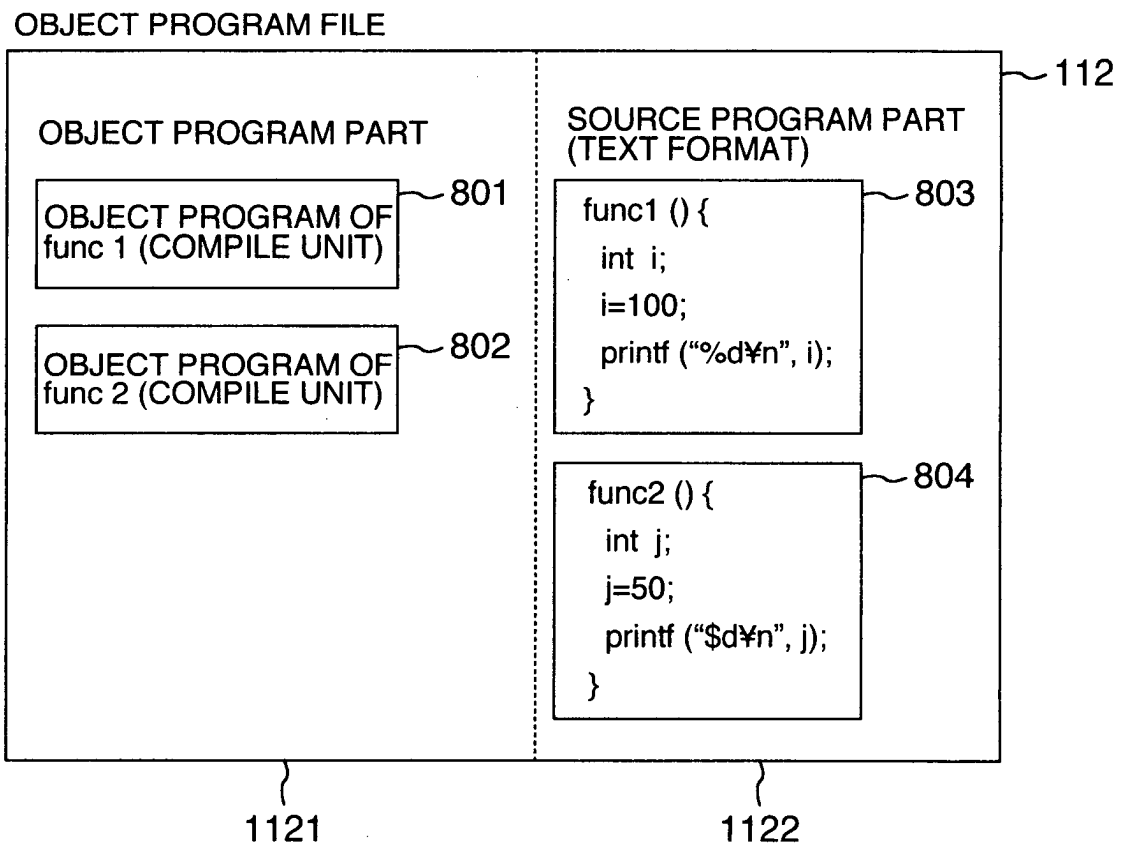 OBJECT PROGRAM FILE
112
OBJECT PROGRAM PART
801
OBJECT PROGRAM OF
func 1 (COMPILE UNIT)
802
OBJECT PROGRAM OF
func 2 (COMPILE UNIT)
SOURCE PROGRAM PART
(TEXT FORMAT)
803
func1 () {
int i;
i=100;
printf (“%d¥n”, i);
}
804
func2 () {
int j;
j=50;
printf (“$d¥n”, j);
}
1121
1122